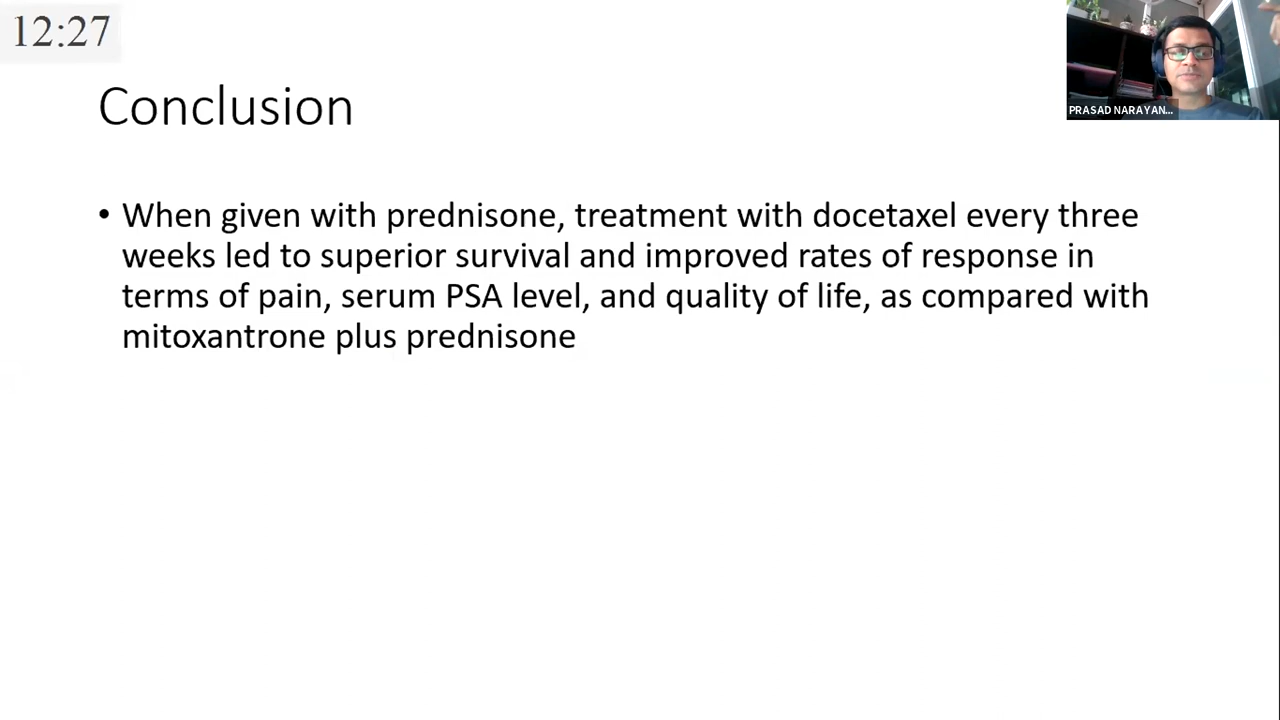 12:27
PRASAD NARAYAN...
Conclusion
• When given with prednisone, treatment with docetaxel every three
weeks led to superior survival and improved rates of response in
terms of pain, serum PSA level, and quality of life, as compared with
mitoxantrone plus prednisone